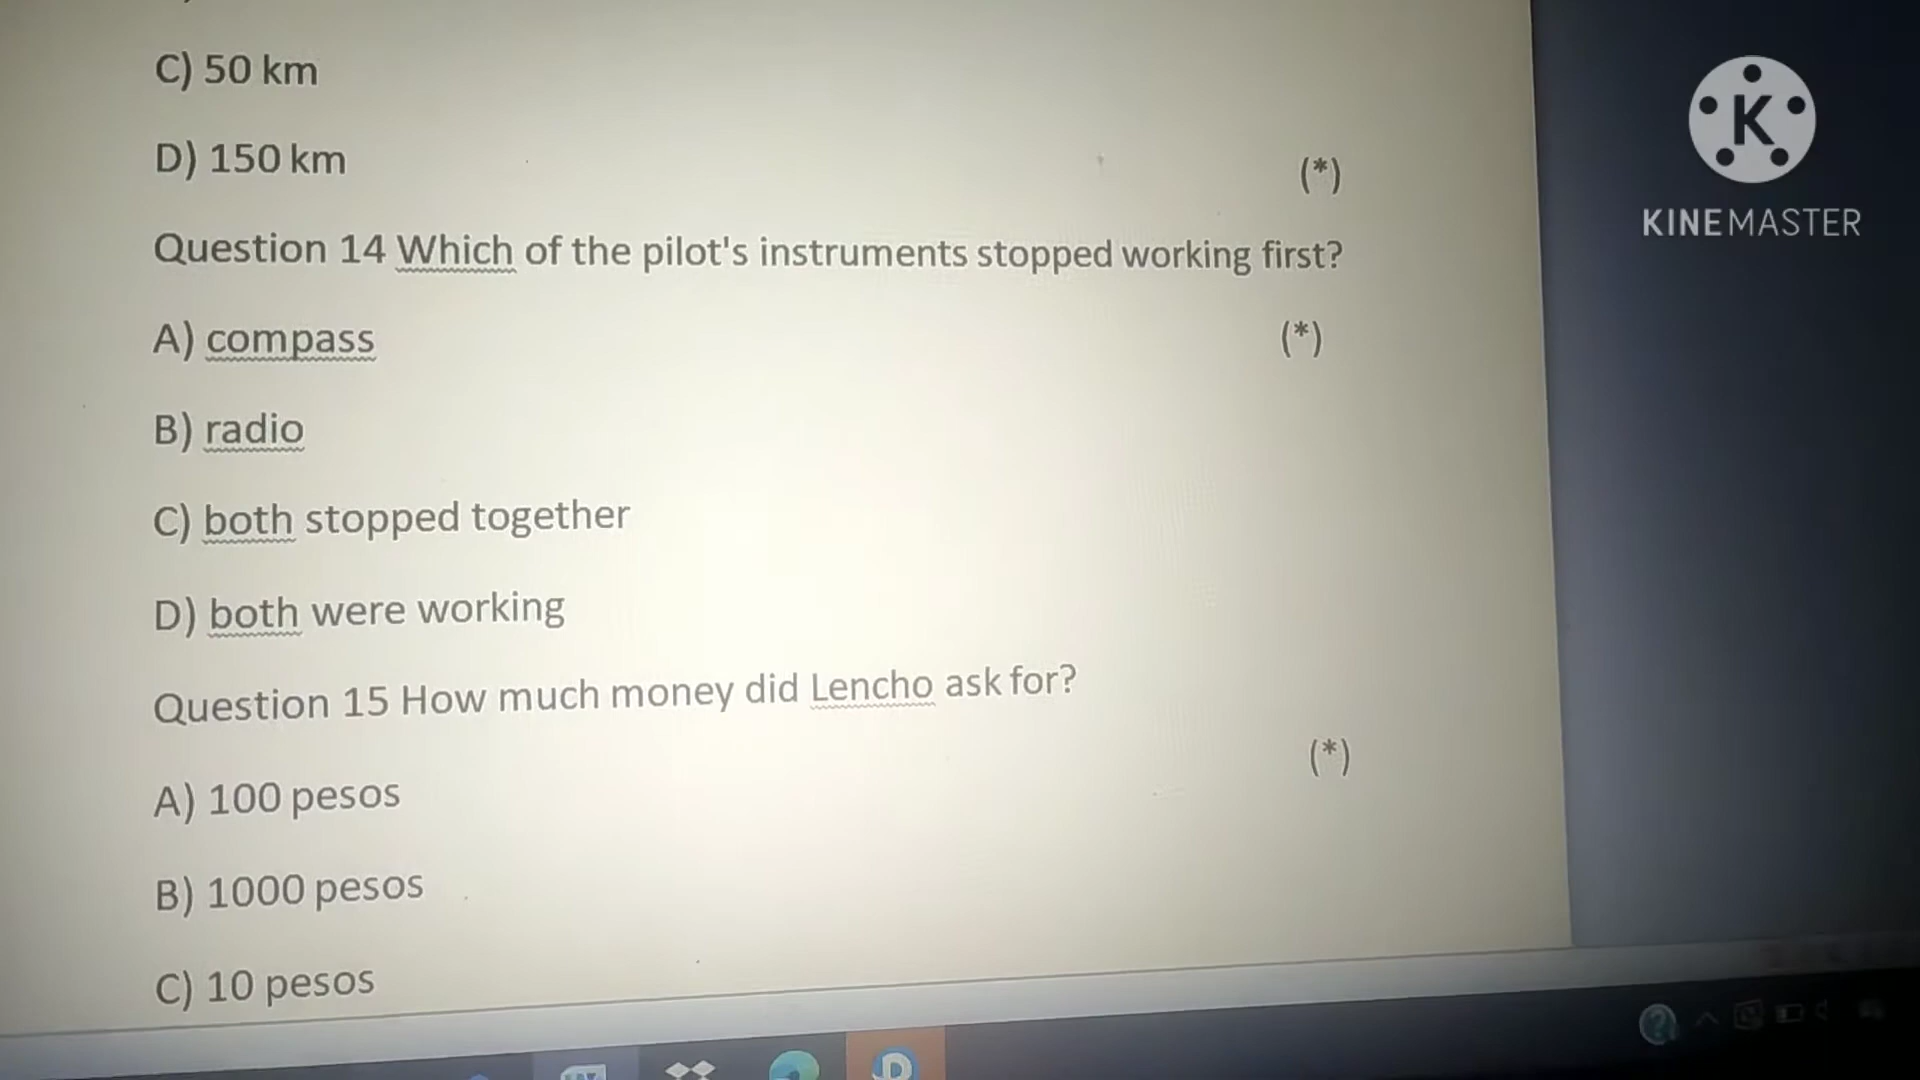 C) 50 km
D) 150 km (*)
Question 14 Which of the pilot's instruments stopped working first?
A) compass (*)
B) radio
C) both stopped together
D) both were working
Question 15 How much money did Lencho ask for?
(*)
A) 100 pesos
B) 1000 pesos
C) 10 pesos
K
KINEMASTER